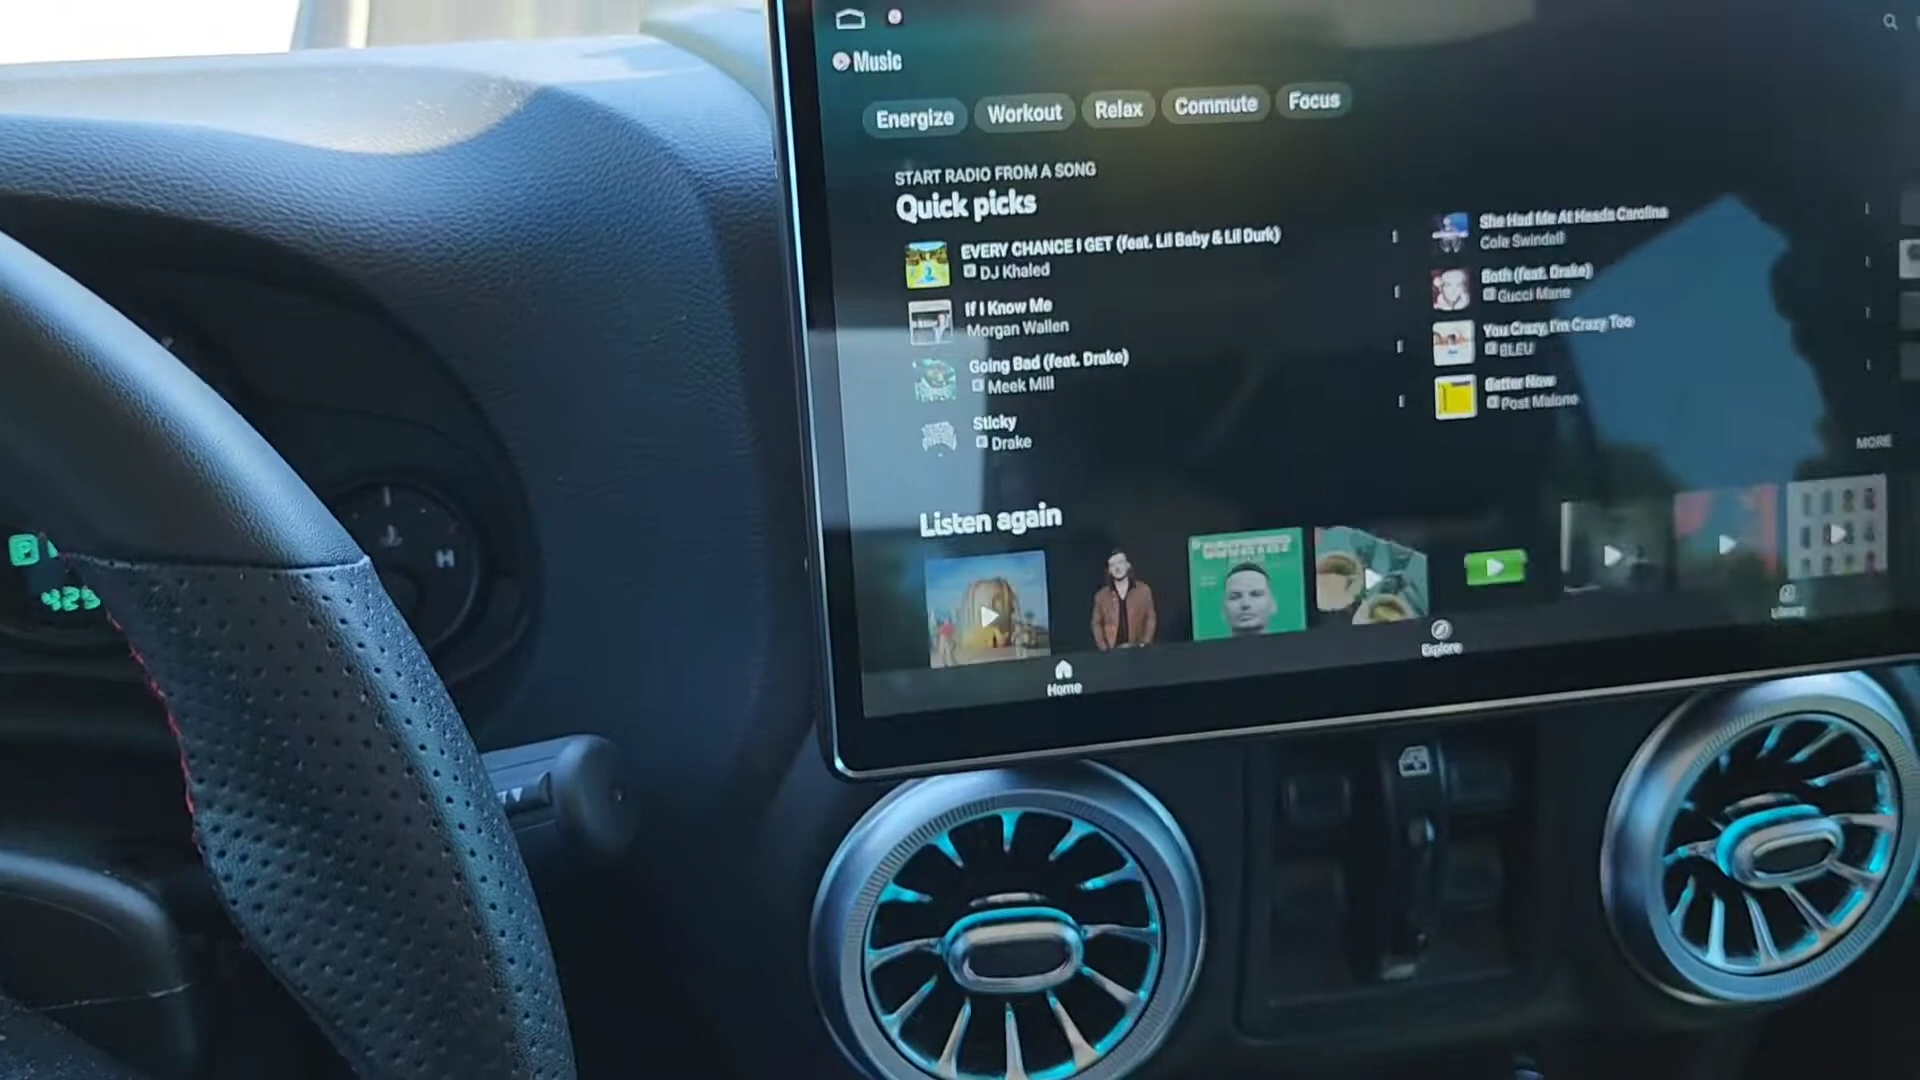 Music
Energize
Workout
Relax
Commute
Focus
START RADIO FROM A SONG
Quick picks
EVERY CHANCE I GET (feat. Lil Baby & Lil Durk)
E DJ Khaled
If I Know Me
Morgan Wallen
Going Bad (feat. Drake)
E Meek Mill
Sticky
E Drake
She Had Me At Heads Carolina
Cole Swindell
Both (feat. Drake)
E Gucci Mane
You Crazy, I'm Crazy Too
E BLEU
Better Now
E Post Malone
MORE
Listen again
Home
Explore
Library
P
H